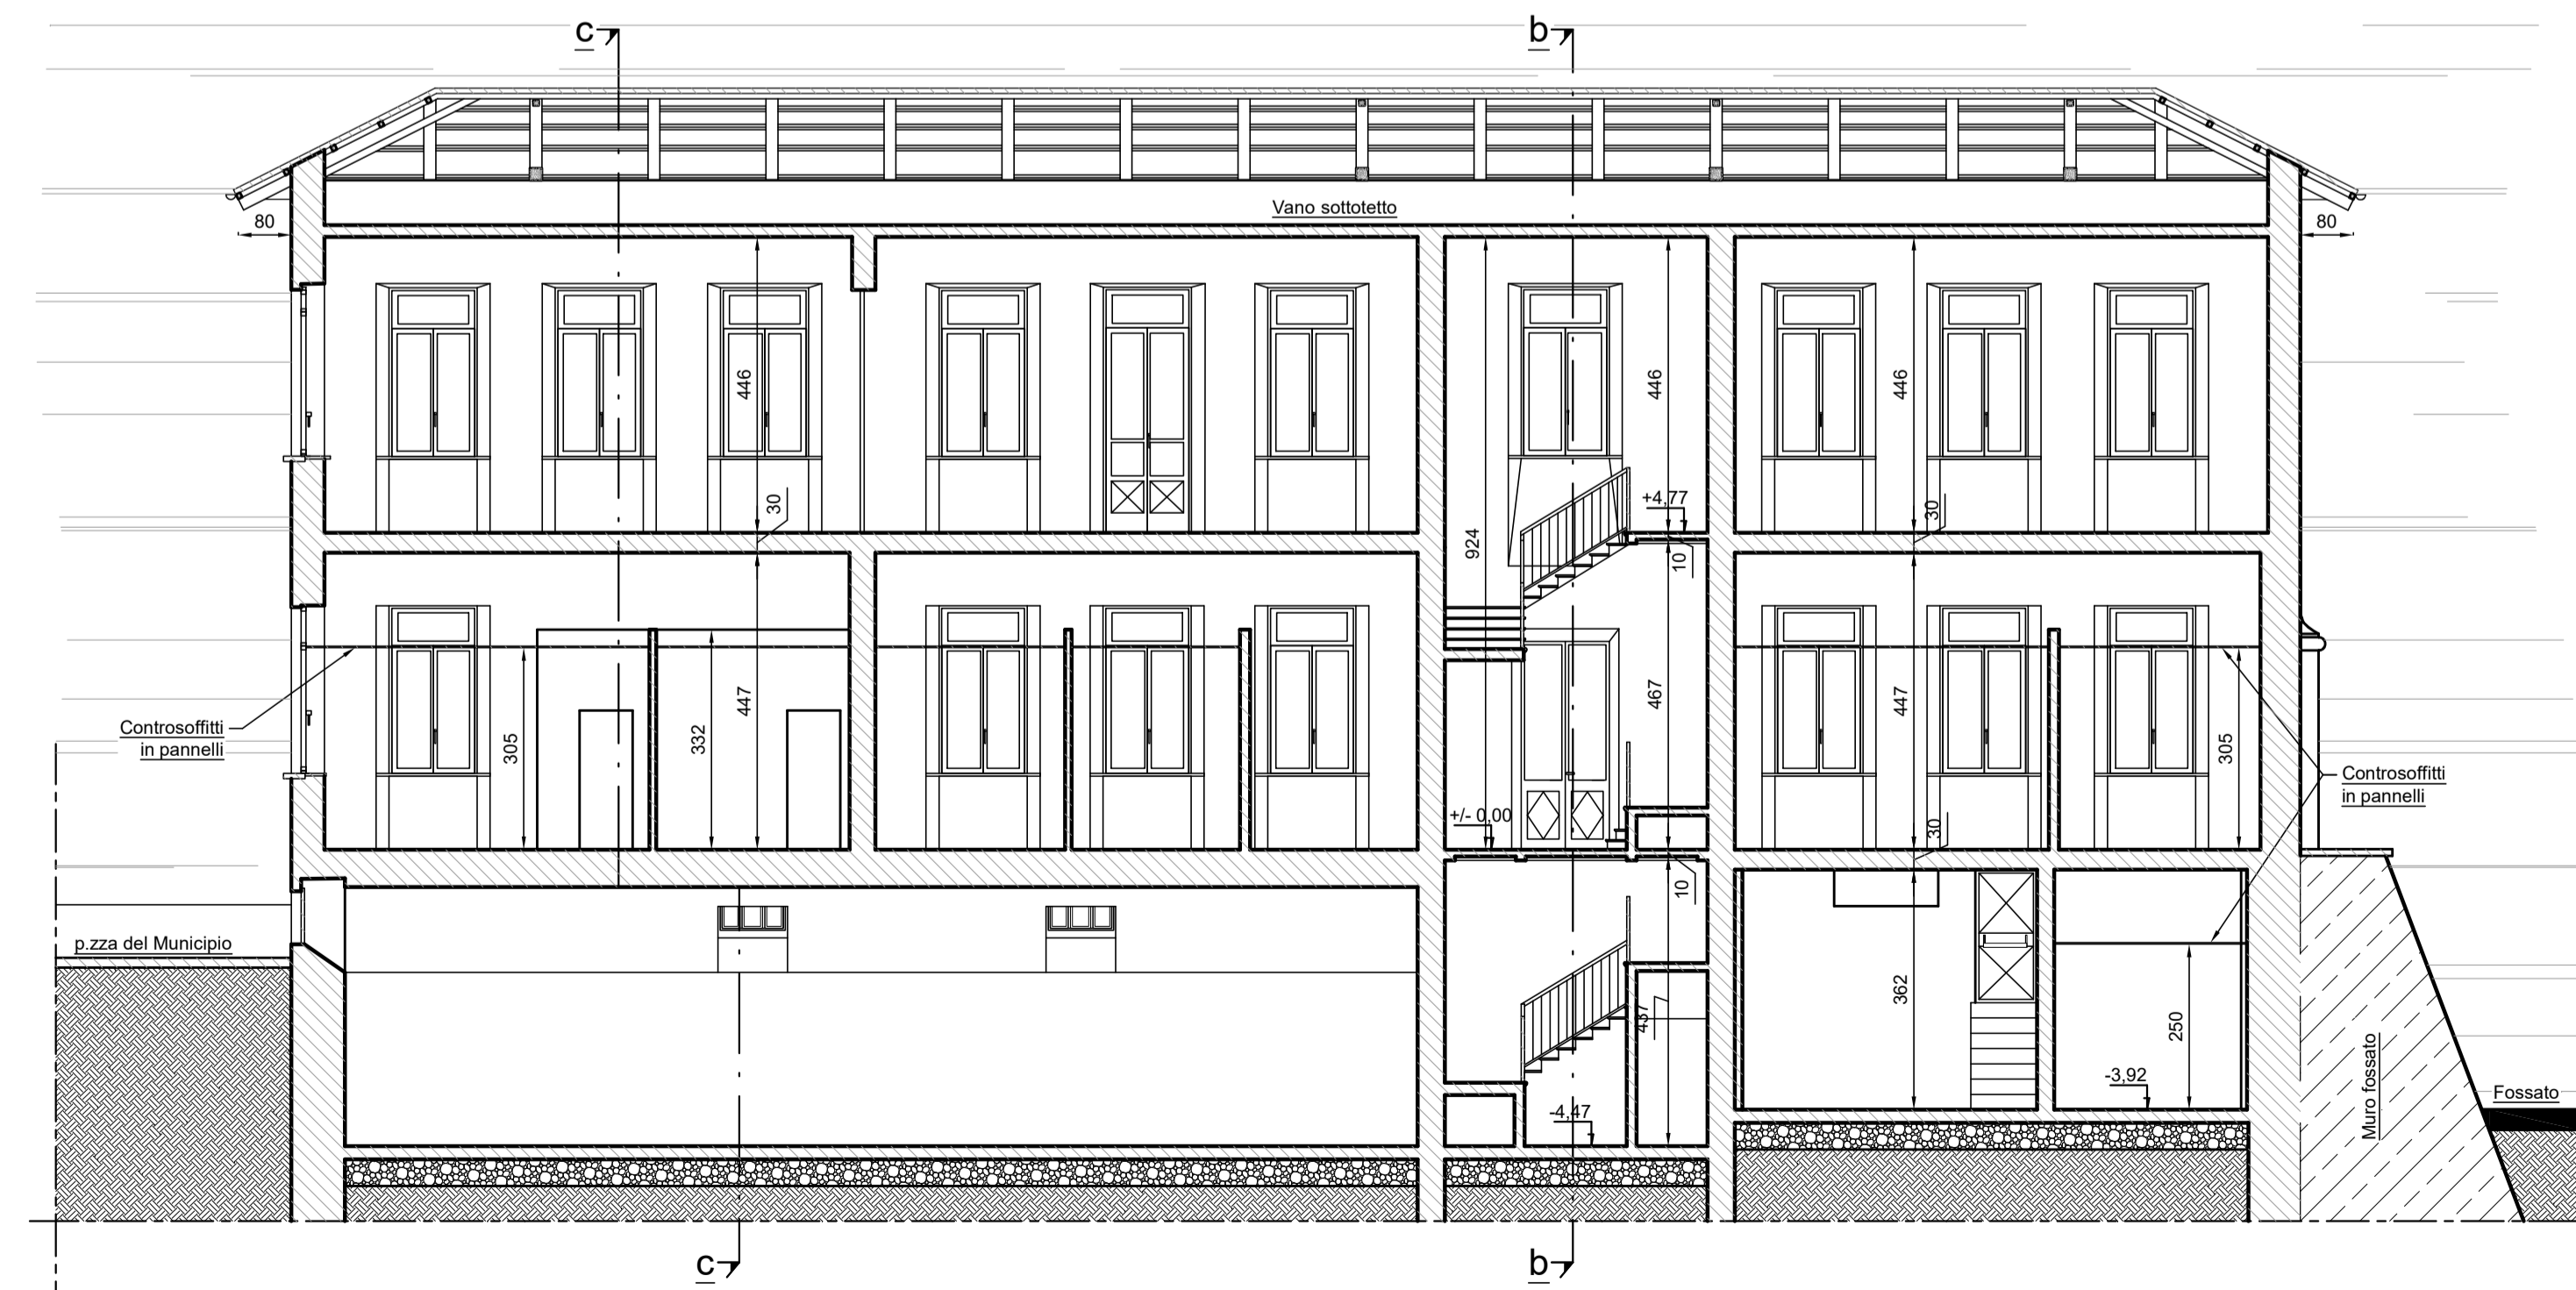 c
b
Vano sottotetto
80
80
446
446
446
30
+4,77
30
924
10
Controsoffitti
in pannelli
305
332
447
467
447
305
Controsoffitti
in pannelli
+/- 0,00
30
10
p.zza del Municipio
437
362
250
-3,92
-4,47
Muro fossato
Fossato
c
b